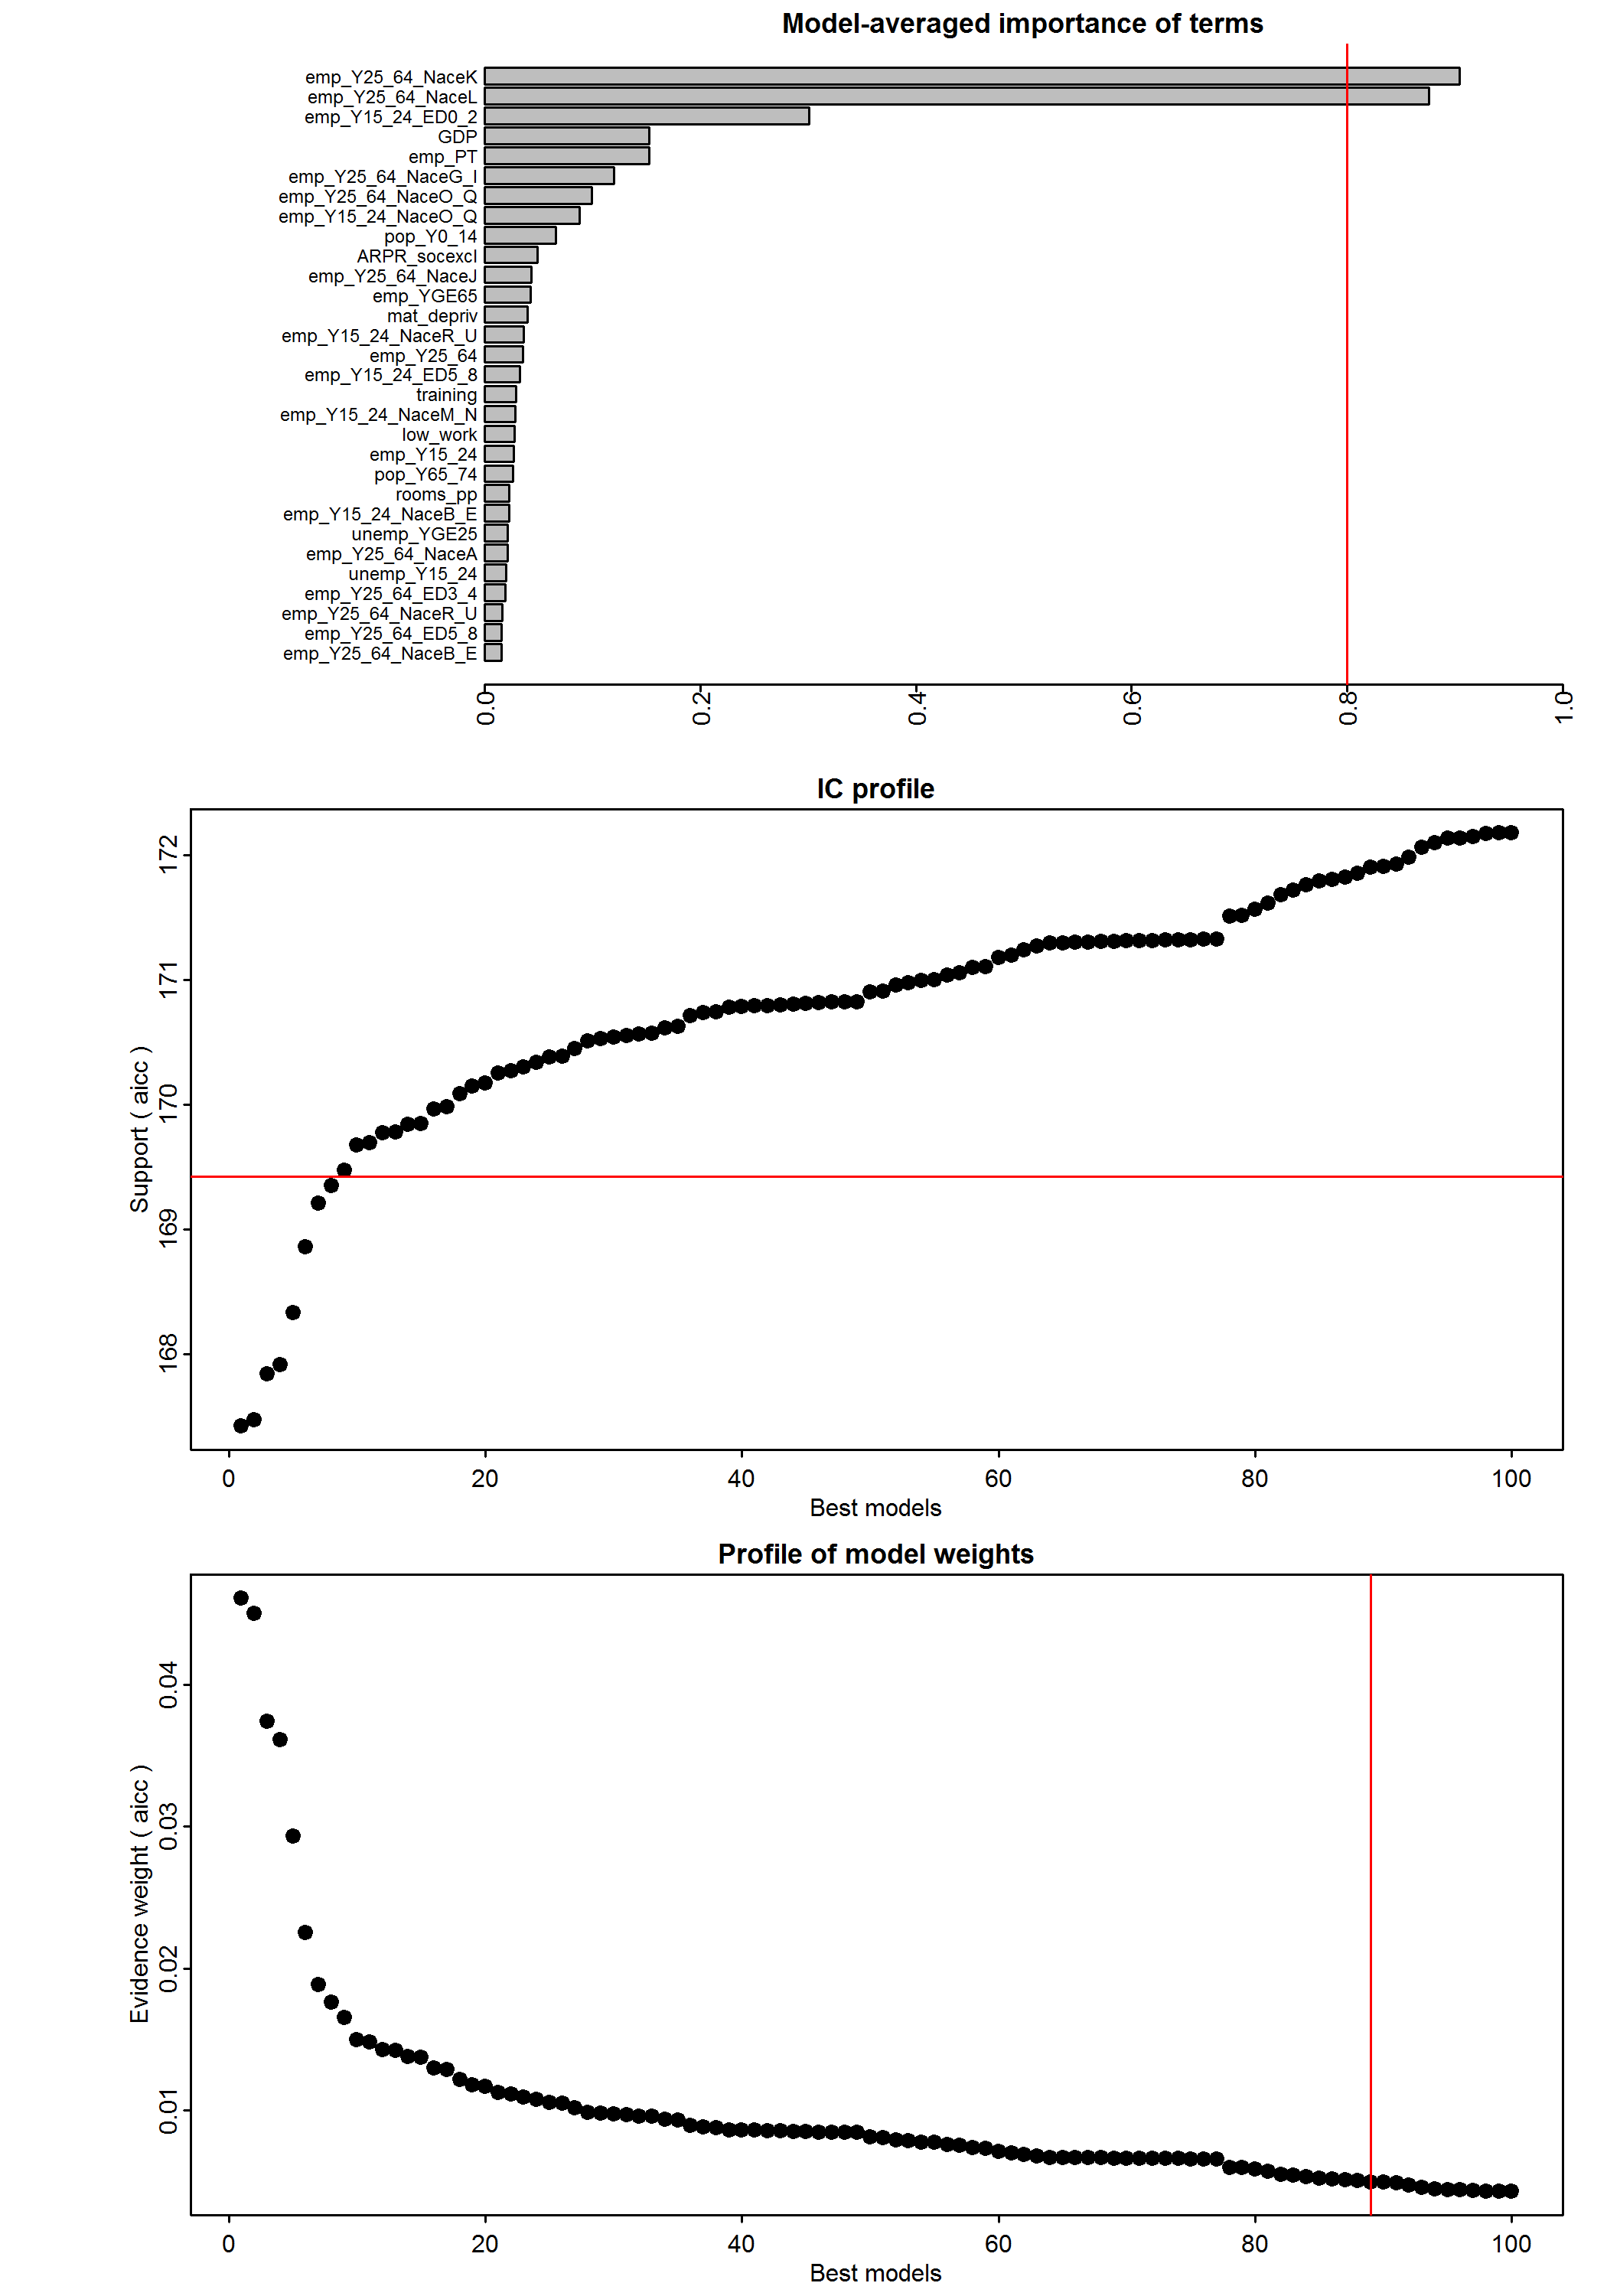 Model-averaged importance of terms
emp_Y25_64_NaceK
emp_Y25_64_NaceL
emp_Y15_24_ED0_2
GDP
emp_PT
emp_Y25_64_NaceG_I
emp_Y25_64_NaceO_Q
emp_Y15_24_NaceO_Q
pop_Y0_14
ARPR_socexcl
emp_Y25_64_NaceJ
emp_YGE65
mat_depriv
emp_Y15_24_NaceR_U
emp_Y25_64
emp_Y15_24_ED5_8
training
emp_Y15_24_NaceM_N
low_work
emp_Y15_24
pop_Y65_74
rooms_pp
emp_Y15_24_NaceB_E
unemp_YGE25
emp_Y25_64_NaceA
unemp_Y15_24
emp_Y25_64_ED3_4
emp_Y25_64_NaceR_U
emp_Y25_64_ED5_8
emp_Y25_64_NaceB_E
0.0 0.2 0.4 0.6 0.8 1.0
IC profile
Support ( aicc )
172
171
170
169
168
0 20 40 60 80 100
Best models
Profile of model weights
Evidence weight ( aicc )
0.04
0.03
0.02
0.01
0 20 40 60 80 100
Best models